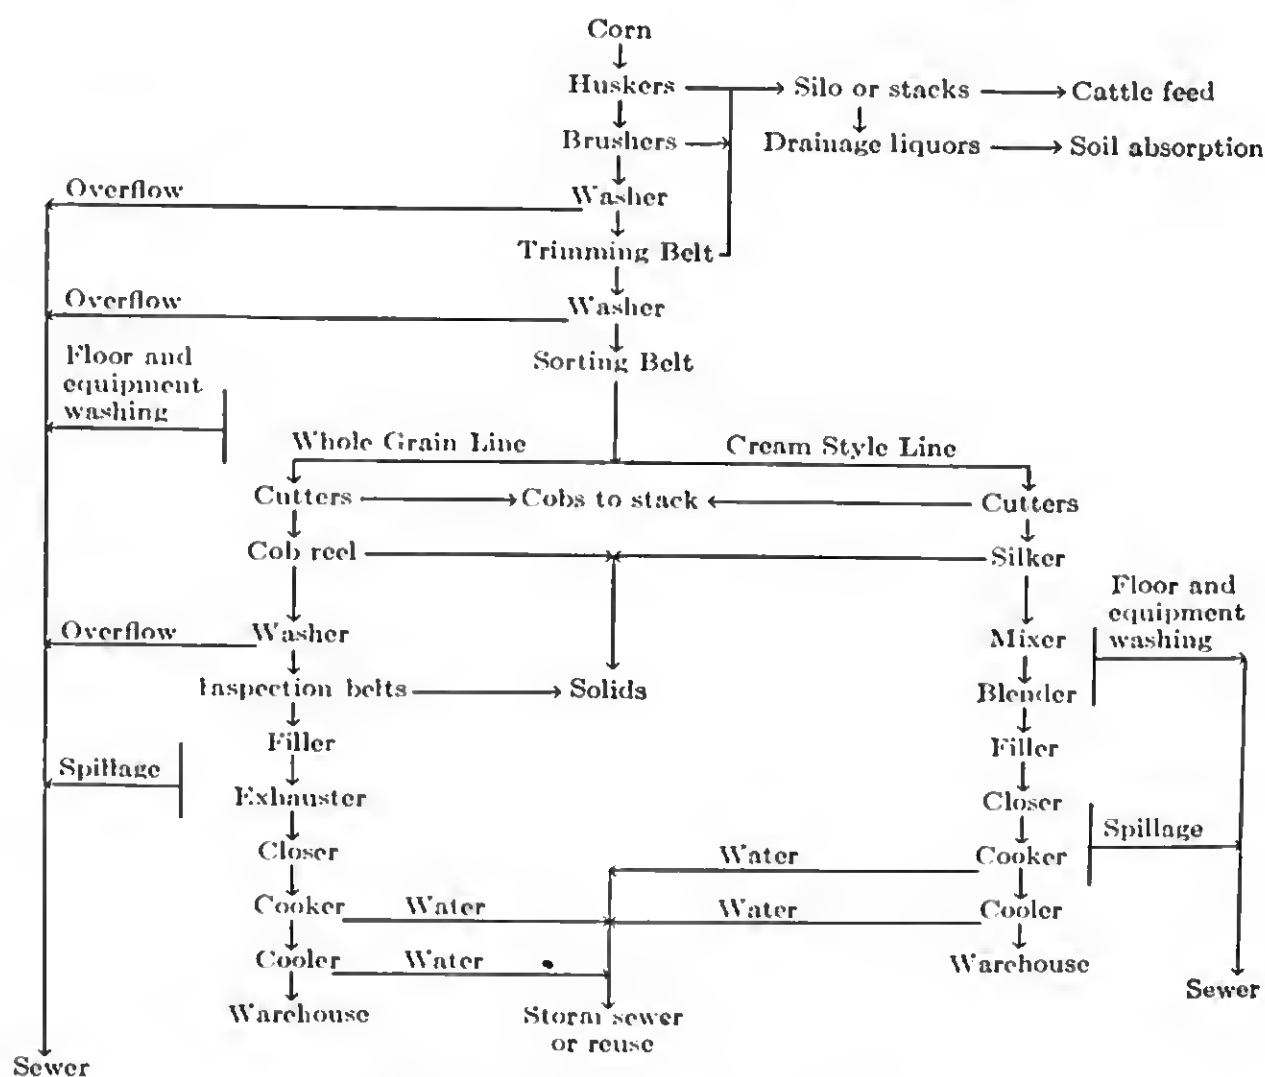 Corn
Huskers
Silo or stacks
Cattle feed
Brushers
Drainage liquors
Soil absorption
Overflow
Washer
Trimming Belt
Overflow
Washer
Floor and
equipment
washing
Sorting Belt
Whole Grain Line
Cream Style Line
Cutters
Cobs to stack
Cutters
Cob reel
Silker
Floor and
equipment
washing
Overflow
Washer
Mixer
Inspection belts
Solids
Blender
Filler
Filler
Spillage
Exhauster
Closer
Spillage
Closer
Water
Cooker
Cooker
Water
Water
Cooler
Cooler
Water
Warehouse
Warehouse
Storm sewer
or reuse
Sewer
Sewer